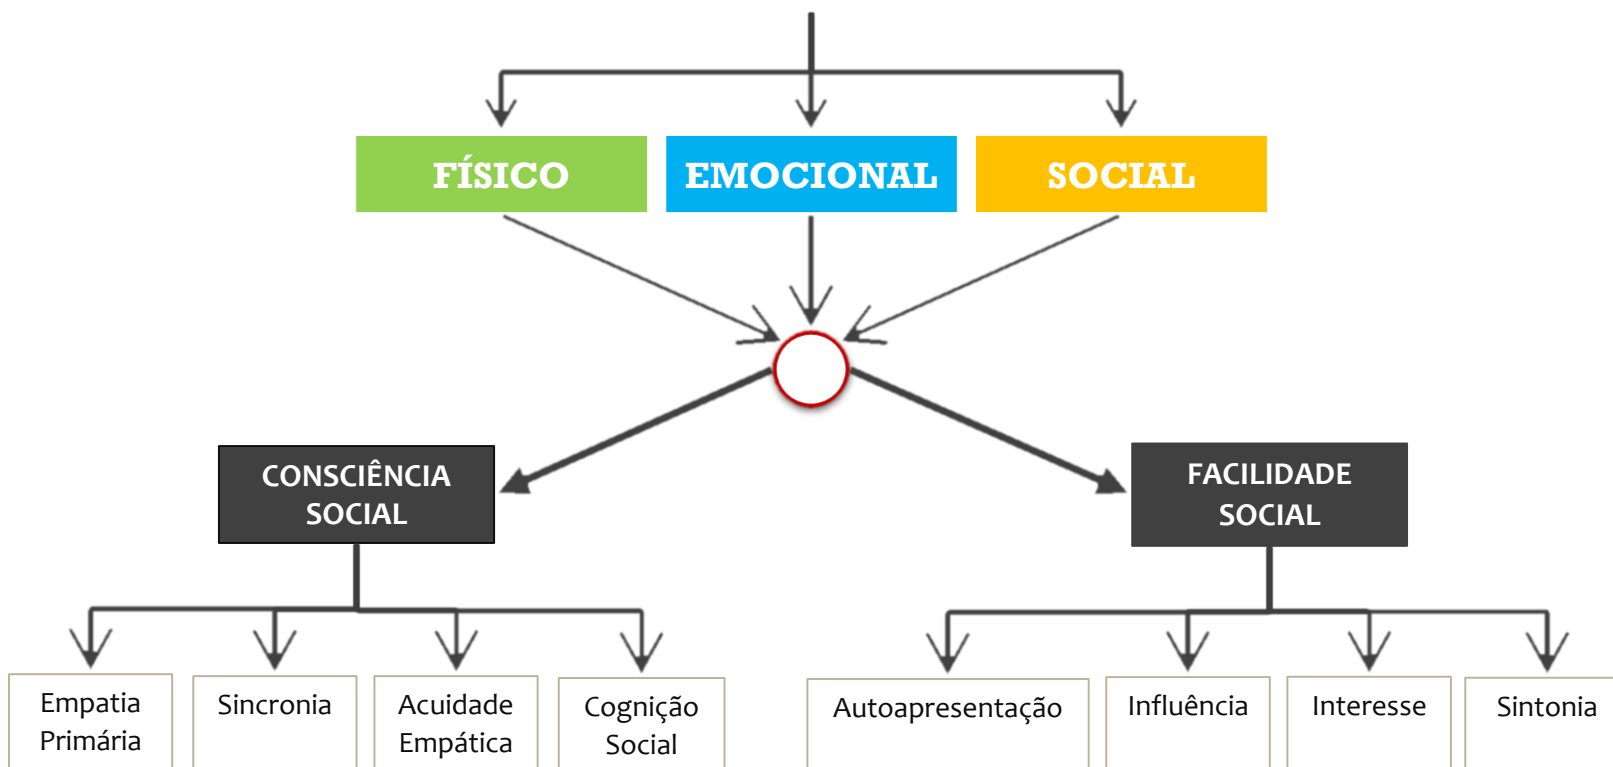 FÍSICO
EMOCIONAL
SOCIAL
CONSCIÊNCIA
SOCIAL
FACILIDADE
SOCIAL
Empatia
Primária
Sincronia
Acuidade
Empática
Cognição
Social
Autoapresentação
Influência
Interesse
Sintonia